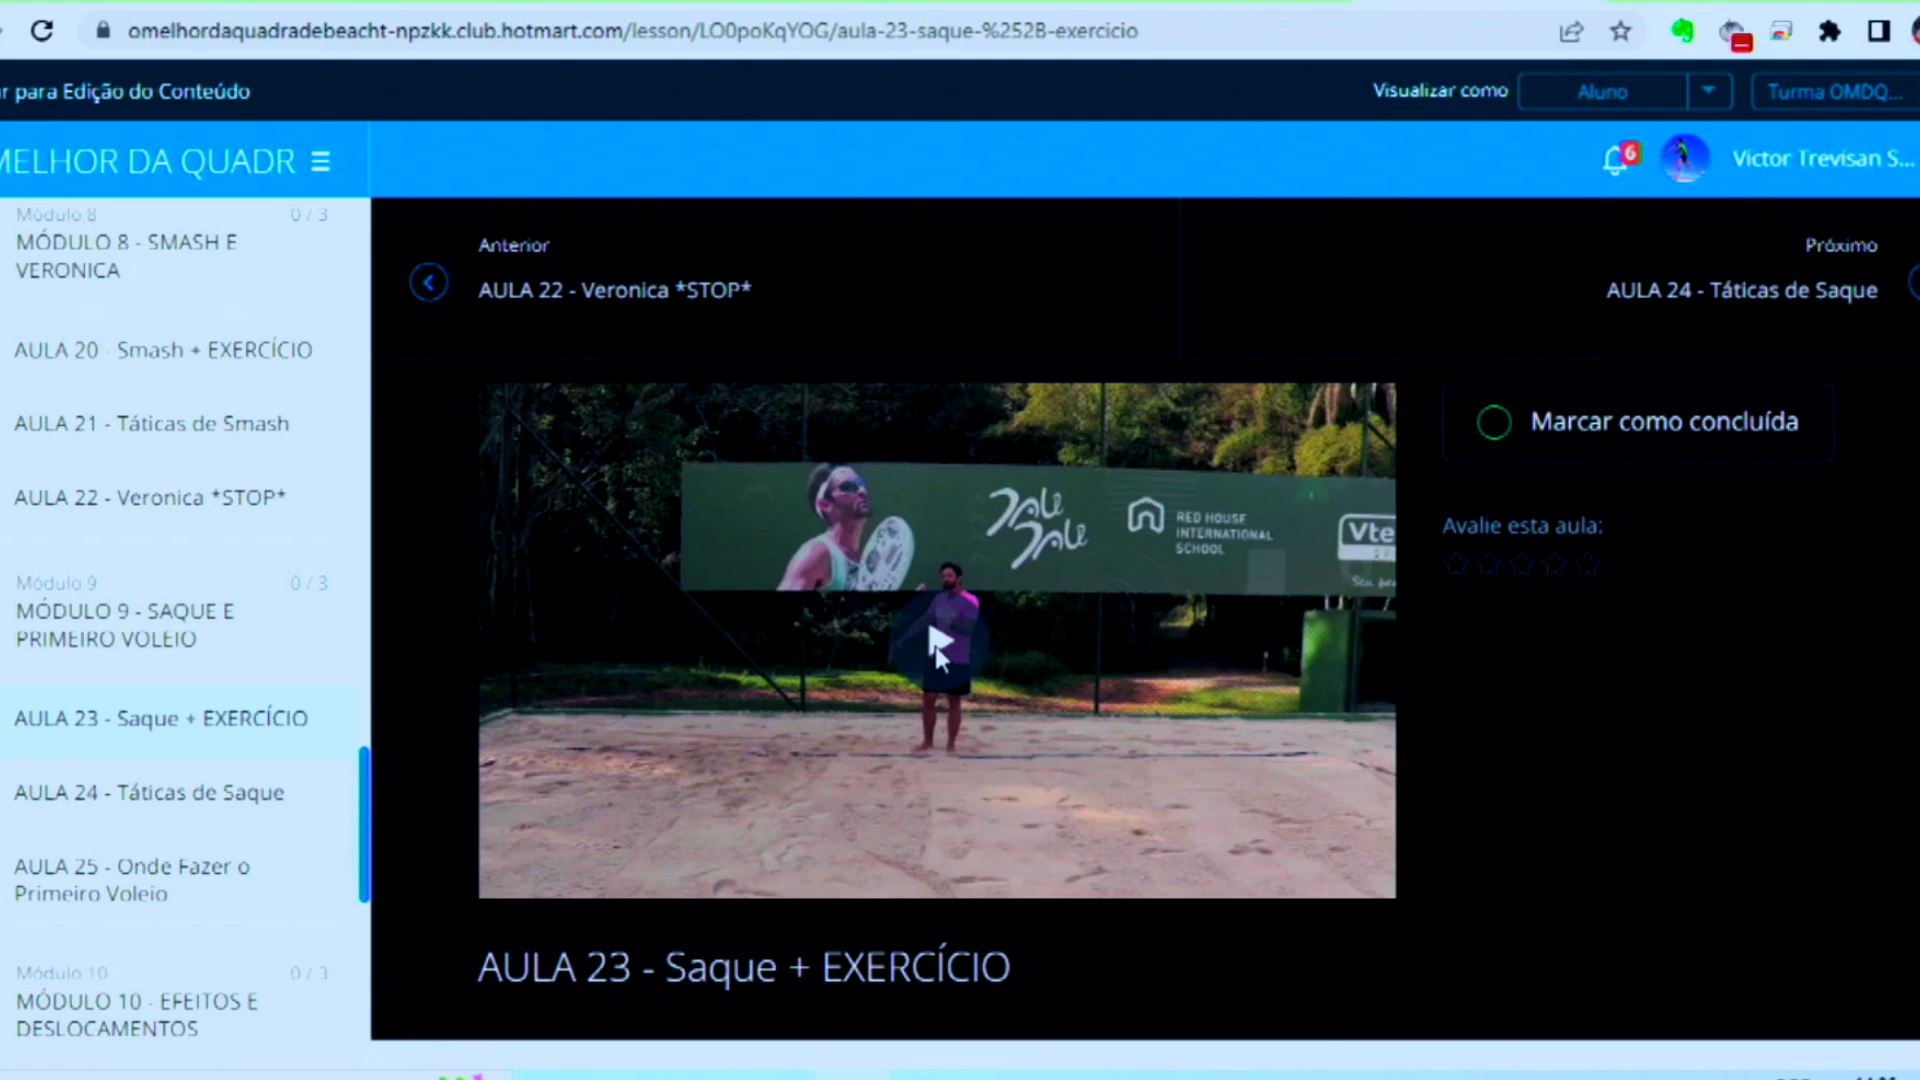 omelhordaquadradebeacht-npzkk.club.hotmart.com/lesson/LO0poKqYOG/aula-23-saque-%252B-exercicio
r para Edição do Conteúdo
Visualizar como
Aluno
Turma OMDQ...
MELHOR DA QUADR
6
Victor Trevisan S...
Módulo 8
0 / 3
MÓDULO 8 - SMASH E
VERONICA
AULA 20 - Smash + EXERCÍCIO
AULA 21 - Táticas de Smash
AULA 22 - Veronica *STOP*
Módulo 9
0 / 3
MÓDULO 9 - SAQUE E
PRIMEIRO VOLEIO
AULA 23 - Saque + EXERCÍCIO
AULA 24 - Táticas de Saque
AULA 25 - Onde Fazer o
Primeiro Voleio
Módulo 10
0 / 3
MÓDULO 10 - EFEITOS E
DESLOCAMENTOS
Anterior
AULA 22 - Veronica *STOP*
Próximo
AULA 24 - Táticas de Saque
RED HOUSE
INTERNATIONAL
SCHOOL
Vte
Marcar como concluída
Avalie esta aula:
AULA 23 - Saque + EXERCÍCIO